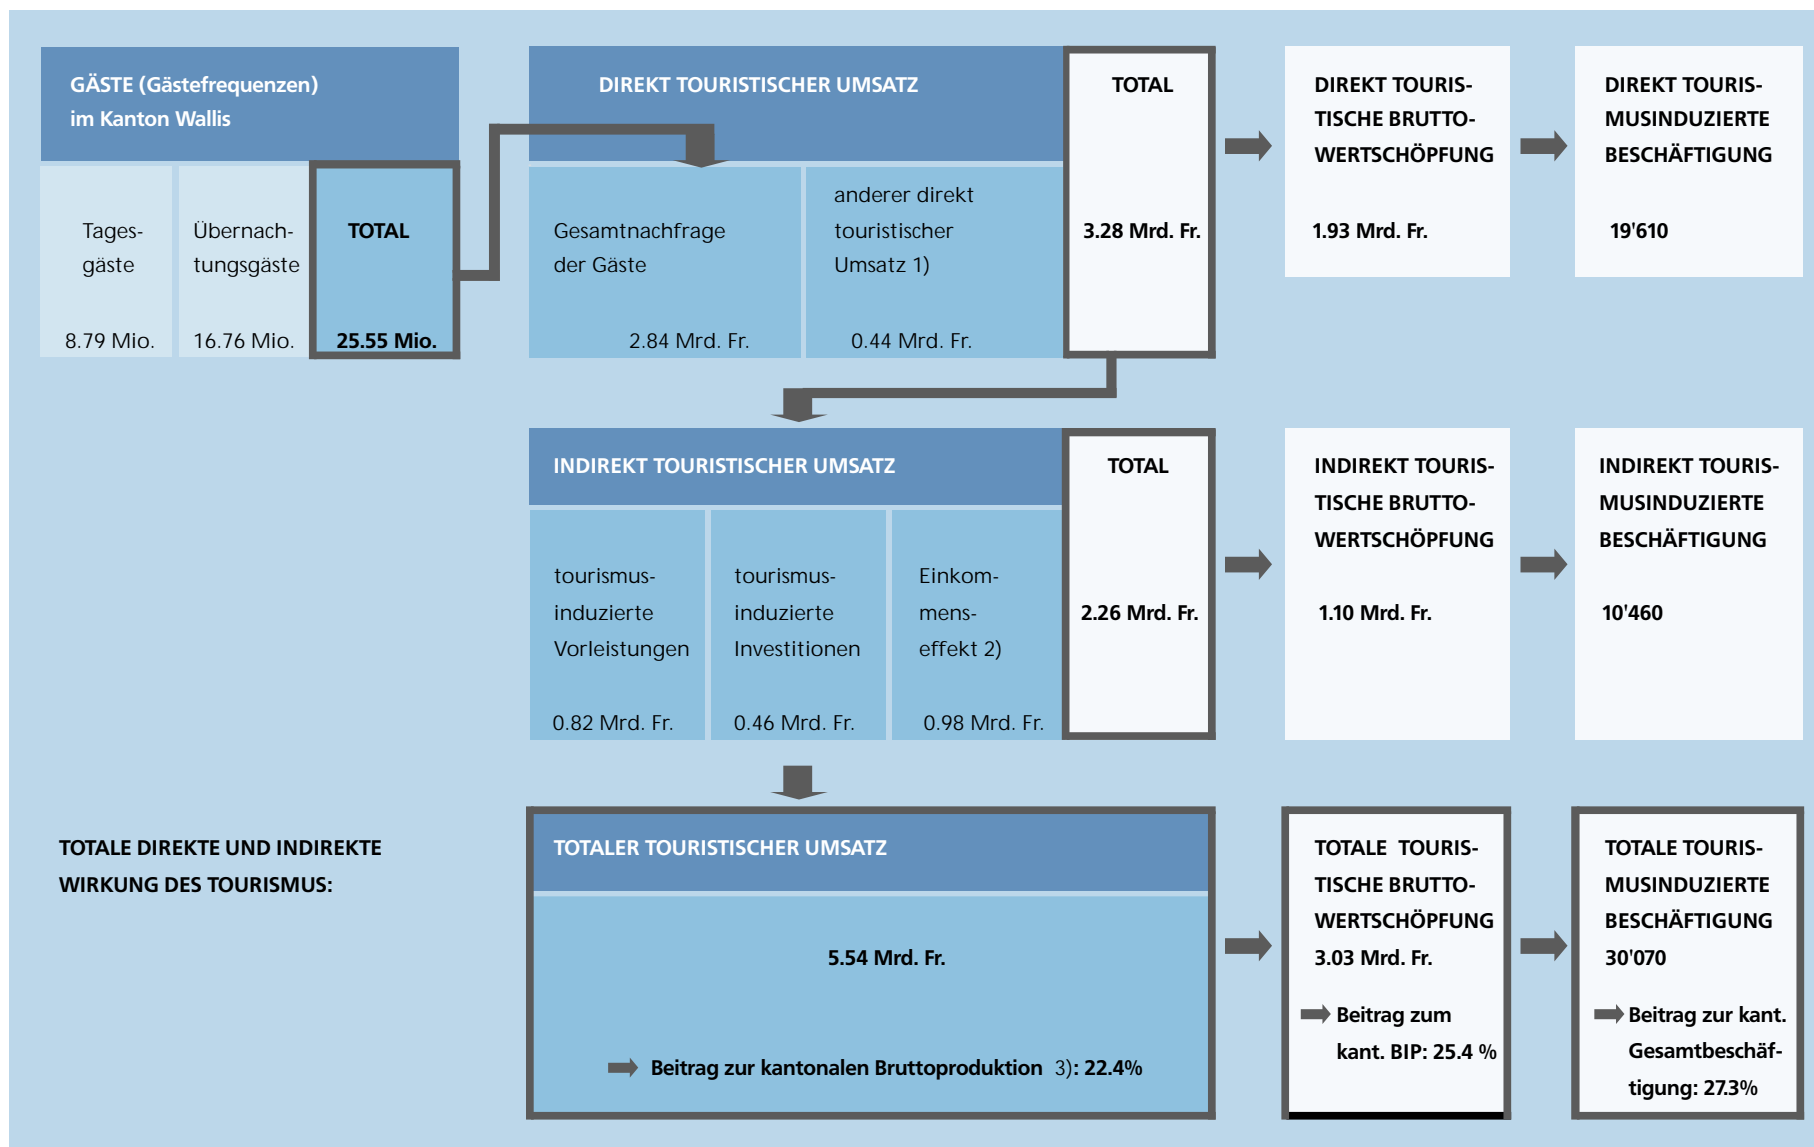 GÄSTE (Gästefrequenzen)
im Kanton Wallis
Tages-
gäste
8.79 Mio.
Übernach-
tungsgäste
16.76 Mio.
TOTAL
25.55 Mio.
DIREKT TOURISTISCHER UMSATZ
Gesamtnachfrage
der Gäste
2.84 Mrd. Fr.
anderer direkt
touristischer
Umsatz 1)
0.44 Mrd. Fr.
TOTAL
3.28 Mrd. Fr.
DIREKT TOURIS-
TISCHE BRUTTO-
WERTSCHÖPFUNG
1.93 Mrd. Fr.
DIREKT TOURIS-
MUSINDUZIERTE
BESCHÄFTIGUNG
19'610
INDIREKT TOURISTISCHER UMSATZ
tourismus-
induzierte
Vorleistungen
0.82 Mrd. Fr.
tourismus-
induzierte
Investitionen
0.46 Mrd. Fr.
Einkom-
mens-
effekt 2)
0.98 Mrd. Fr.
TOTAL
2.26 Mrd. Fr.
INDIREKT TOURIS-
TISCHE BRUTTO-
WERTSCHÖPFUNG
1.10 Mrd. Fr.
INDIREKT TOURIS-
MUSINDUZIERTE
BESCHÄFTIGUNG
10'460
TOTALE DIREKTE UND INDIREKTE
WIRKUNG DES TOURISMUS:
TOTALER TOURISTISCHER UMSATZ
5.54 Mrd. Fr.
Beitrag zur kantonalen Bruttoproduktion 3): 22.4%
TOTALE TOURIS-
TISCHE BRUTTO-
WERTSCHÖPFUNG
3.03 Mrd. Fr.
Beitrag zum
kant. BIP: 25.4 %
TOTALE TOURIS-
MUSINDUZIERTE
BESCHÄFTIGUNG
30'070
Beitrag zur kant.
Gesamtbeschäf-
tigung: 27.3%